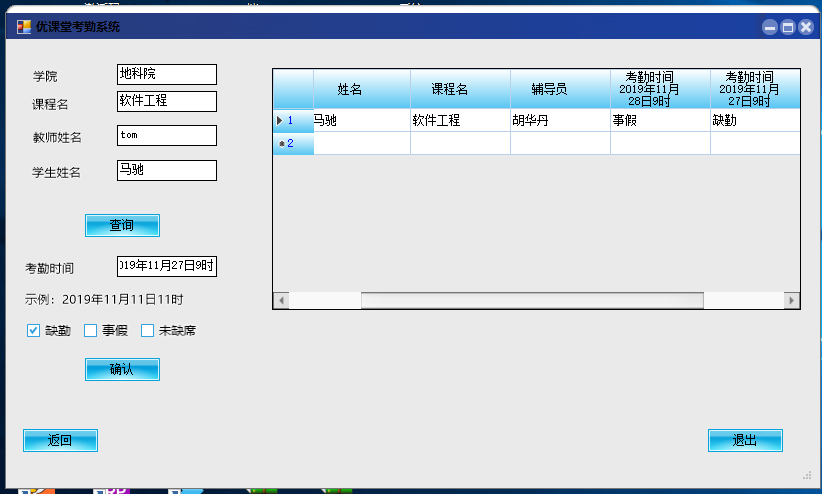 优课堂考勤系统
学院 地科院
课程名 软件工程
教师姓名 tom
学生姓名 马驰
查询
考勤时间 019年11月27日9时
示例：2019年11月11日11时
缺勤 事假 未缺席
确认
返回
姓名 课程名 辅导员
考勤时间
2019年11月
28日9时
考勤时间
2019年11月
27日9时
1 马驰 软件工程 胡华丹 事假 缺勤
2
退出